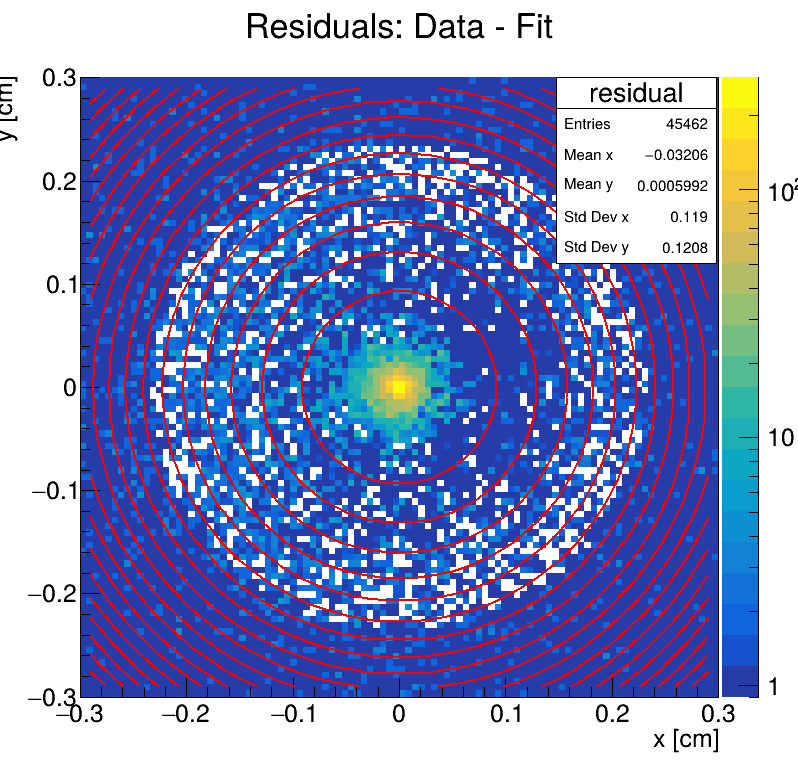 Residuals: Data - Fit
y [cm]
0.3
0.2
0.1
0
−0.1
−0.2
−0.3
residual
Entries 45462
Mean x −0.03206
Mean y 0.0005992
Std Dev x 0.119
Std Dev y 0.1208
10²
10
1
−0.3 −0.2 −0.1 0 0.1 0.2 0.3
x [cm]